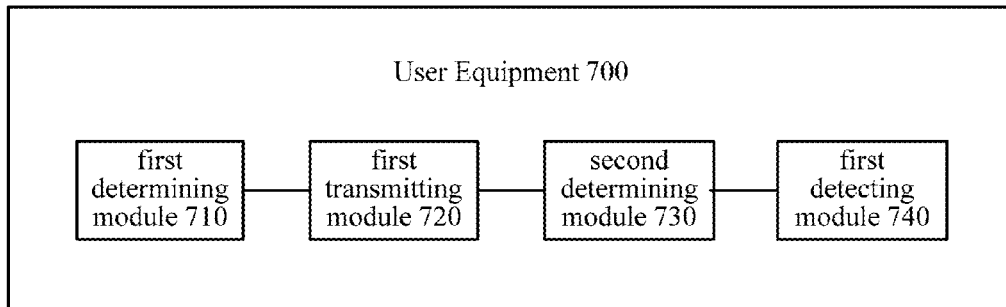 User Equipment 700
first
determining
module 710
first
transmitting
module 720
second
determining
module 730
first
detecting
module 740